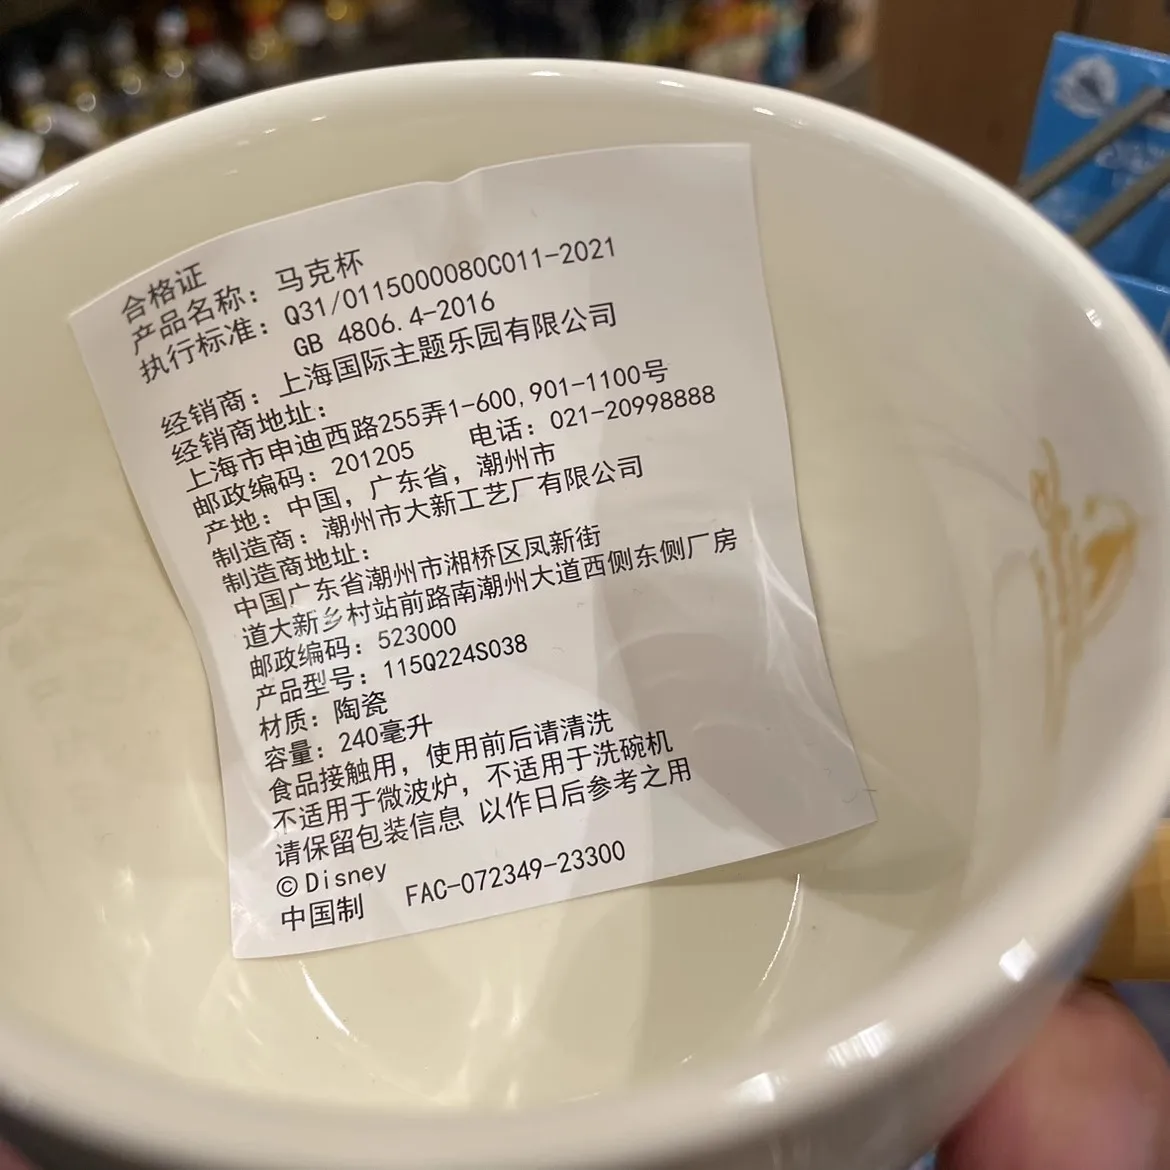 合格证
产品名称： 马克杯
执行标准： Q31/0115000080C011-2021
GB 4806.4-2016
经销商： 上海国际主题乐园有限公司
经销商地址：
上海市申迪西路255弄1-600,901-1100号
邮政编码： 201205 电话： 021-20998888
产地： 中国, 广东省, 潮州市
制造商： 潮州市大新工艺厂有限公司
制造商地址：
中国广东省潮州市湘桥区凤新街
道大新乡村站前路南潮州大道西侧东侧厂房
邮政编码： 523000
产品型号： 115Q224S038
材质： 陶瓷
容量： 240毫升
食品接触用, 使用前后请清洗
不适用于微波炉, 不适用于洗碗机
请保留包装信息 以作日后参考之用
©Disney
中国制 FAC-072349-23300